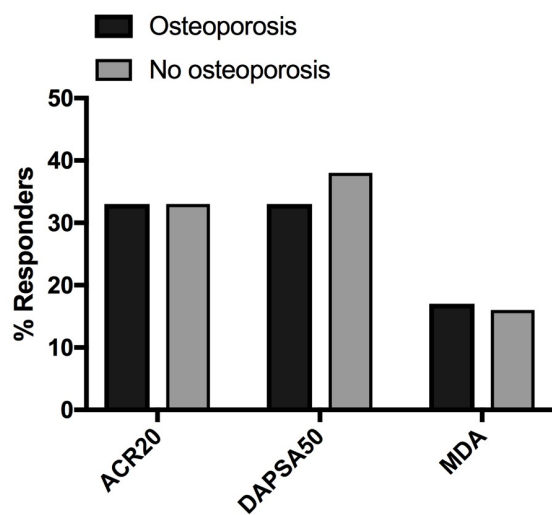 Osteoporosis
No osteoporosis
% Responders
50
40
30
20
10
0
ACR20
DAPSA50
MDA